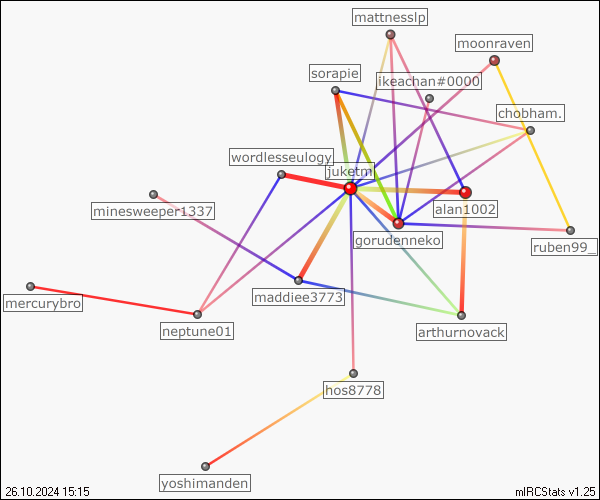 mattnesslp
moonraven
sorapie
ikeachan#0000
chobham.
wordlesseulogy
juketpt
minesweeper1337
alan1002
gorudenneko
ruben99_
mercurybro
maddiee3773
neptune01
arthurnovack
hos8778
yoshimanden
26.10.2024 15:15
mIRCStats v1.25